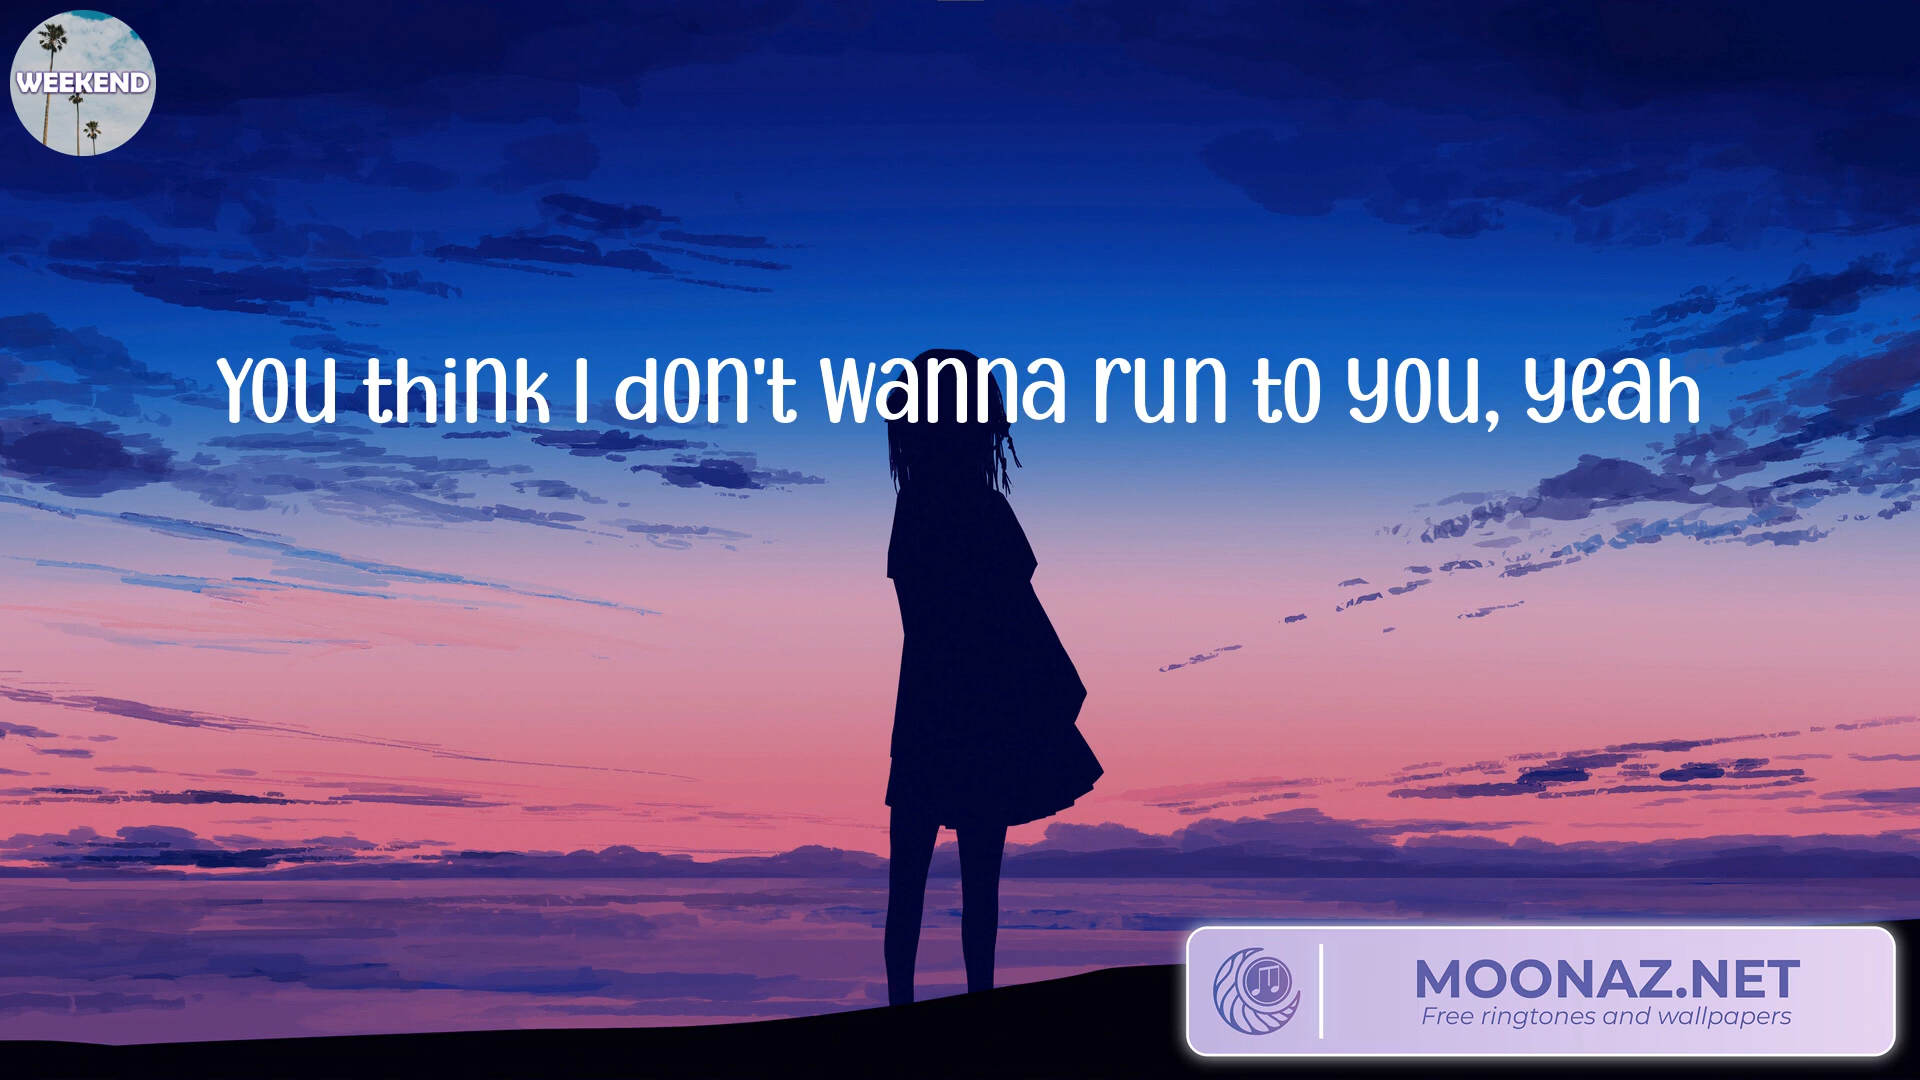 WEEKEND
You think I don't wanna run to you, yeah
MOONAZ.NET
Free ringtones and wallpapers